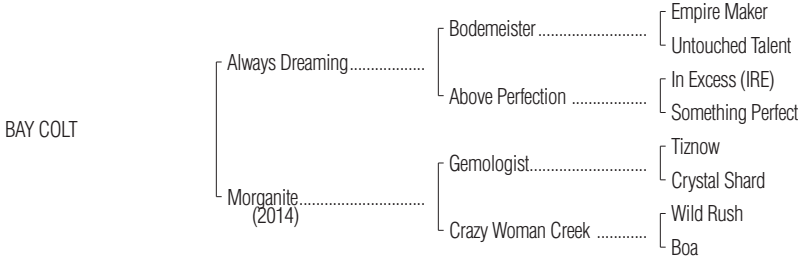 Empire Maker
Bodemeister..........................
Untouched Talent
Always Dreaming..................
In Excess (IRE)
Above Perfection ..................
Something Perfect
BAY COLT
Tiznow
Gemologist............................
Crystal Shard
Morganite..............................
(2014)
Wild Rush
Crazy Woman Creek ............
Boa